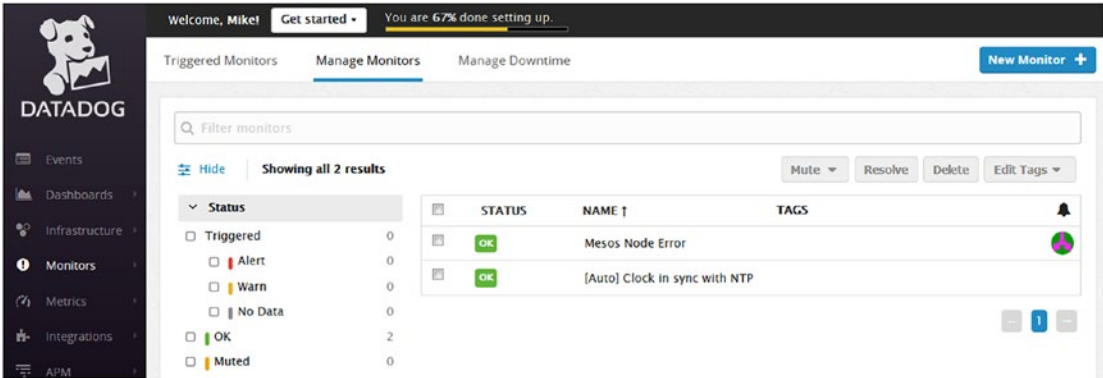 Welcome, Mike! Get started You are 67% done setting up.
DATADOG
Events
Dashboards
Infrastructure
Monitors
Metrics
Integrations
APM
Triggered Monitors Manage Monitors Manage Downtime New Monitor +
Filter monitors
Hide Showing all 2 results Mute Resolve Delete Edit Tags
Status
Triggered 0
Alert 0
Warn 0
No Data 0
OK 2
Muted 0
STATUS NAME ↑ TAGS
OK Mesos Node Error
OK [Auto] Clock in sync with NTP
← 1 →